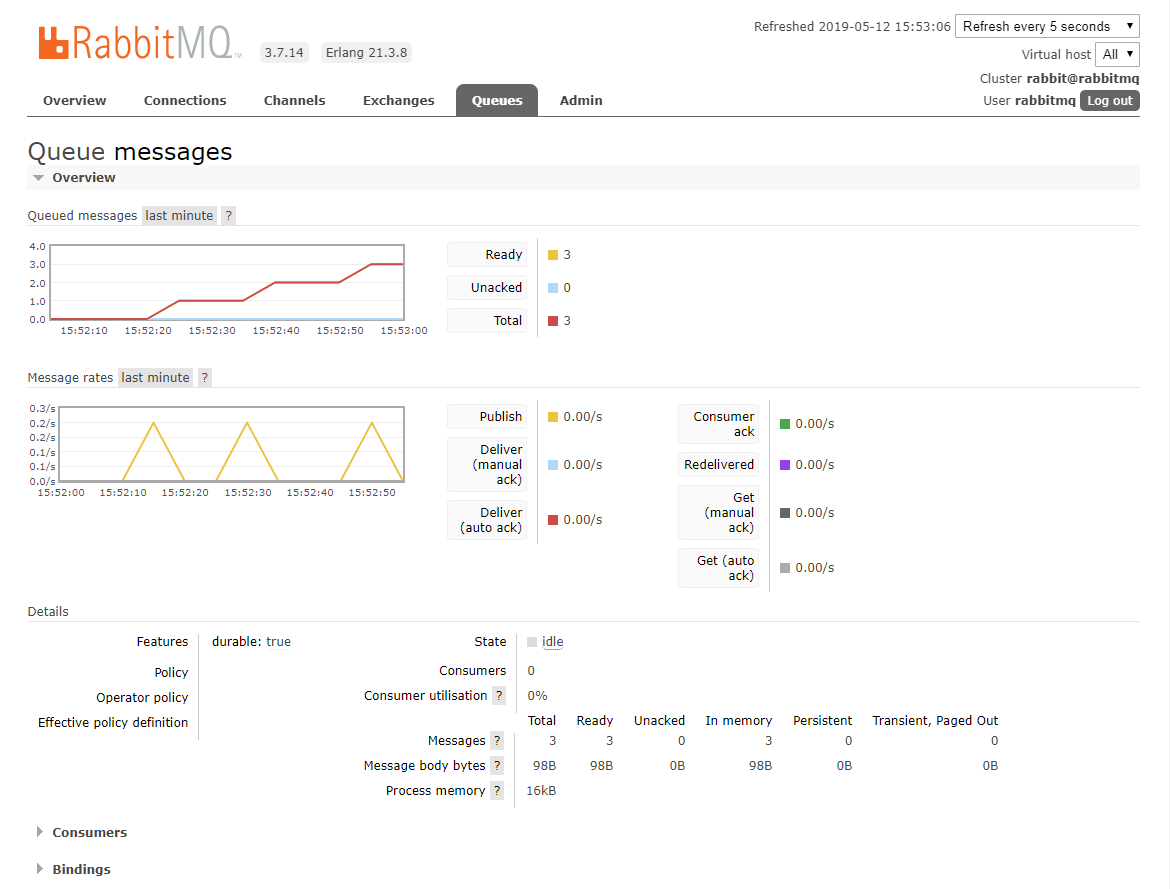 RabbitMQ TM 3.7.14 Erlang 21.3.8
Refreshed 2019-05-12 15:53:06 Refresh every 5 seconds
Virtual host All
Cluster rabbit@rabbitmq
User rabbitmq Log out
Overview Connections Channels Exchanges Queues Admin
Queue messages
Overview
Queued messages last minute ?
4.0
3.0
2.0
1.0
0.0
15:52:10 15:52:20 15:52:30 15:52:40 15:52:50 15:53:00
Ready 3
Unacked 0
Total 3
Message rates last minute ?
0.3/s
0.2/s
0.2/s
0.1/s
0.1/s
0.0/s
15:52:00 15:52:10 15:52:20 15:52:30 15:52:40 15:52:50
Publish 0.00/s
Deliver
(manual
ack)
0.00/s
Deliver
(auto ack)
0.00/s
Consumer
ack
0.00/s
Redelivered 0.00/s
Get
(manual
ack)
0.00/s
Get (auto
ack)
0.00/s
Details
Features durable: true
Policy
Operator policy
Effective policy definition
State idle
Consumers 0
Consumer utilisation ? 0%
Total Ready Unacked In memory Persistent Transient, Paged Out
Messages ? 3 3 0 3 0 0
Message body bytes ? 98B 98B 0B 98B 0B 0B
Process memory ? 16kB
Consumers
Bindings